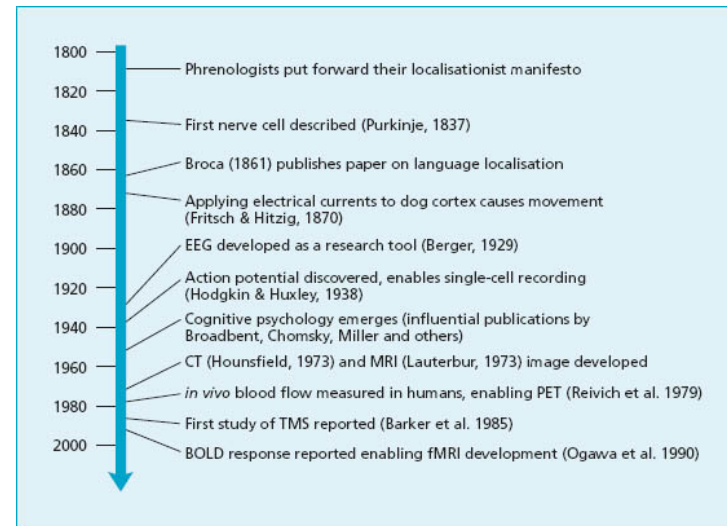 1800
Phrenologists put forward their localisationist manifesto
1820
First nerve cell described (Purkinje, 1837)
1840
Broca (1861) publishes paper on language localisation
1860
Applying electrical currents to dog cortex causes movement
(Fritsch & Hitzig, 1870)
1880
EEG developed as a research tool (Berger, 1929)
1900
Action potential discovered, enables single-cell recording
(Hodgkin & Huxley, 1938)
1920
Cognitive psychology emerges (influential publications by
Broadbent, Chomsky, Miller and others)
1940
CT (Hounsfield, 1973) and MRI (Lauterbur, 1973) image developed
1960
in vivo blood flow measured in humans, enabling PET (Reivich et al. 1979)
1980
First study of TMS reported (Barker et al. 1985)
2000
BOLD response reported enabling fMRI development (Ogawa et al. 1990)